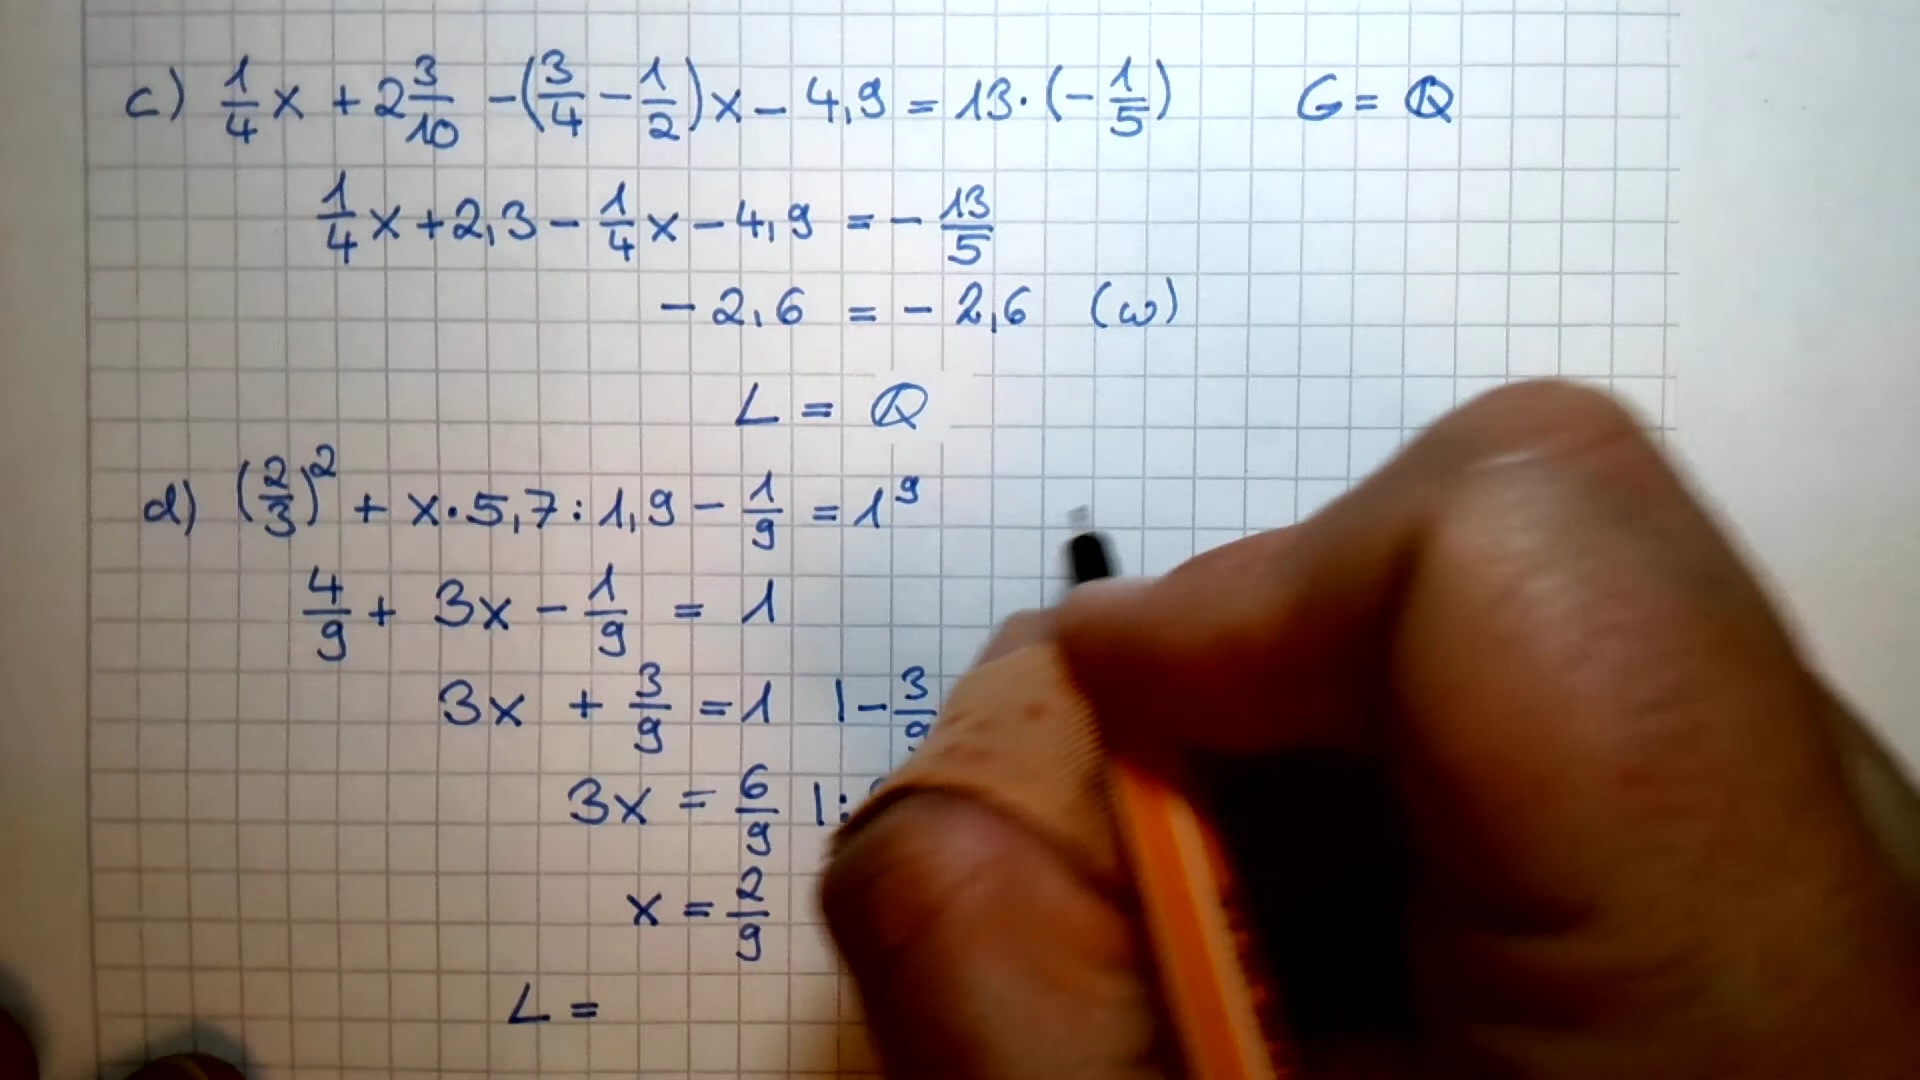 c) 1/4 x + 2 3/10 - (3/4 - 1/2) x - 4,9 = 13 · (- 1/5) G = ℚ
1/4 x + 2,3 - 1/4 x - 4,9 = - 13/5
- 2,6 = - 2,6 (w)
L = ℚ
d) (2/3)² + x · 5,7 : 1,9 - 1/9 = 1⁹
4/9 + 3x - 1/9 = 1
3x + 3/9 = 1 | - 3/9
3x = 6/9 | :
x = 2/9
L =